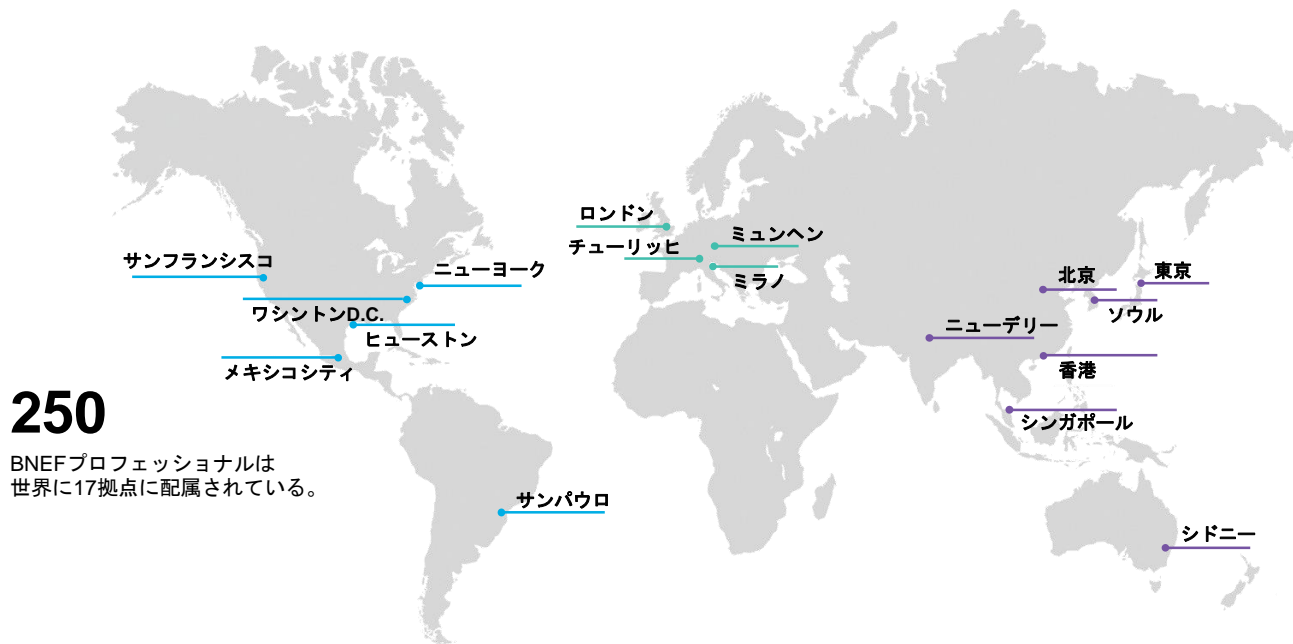 ロンドン
ミュンヘン
チューリッヒ
ミラノ
サンフランシスコ
ニューヨーク
ワシントンD.C.
ヒューストン
メキシコシティ
北京
東京
ソウル
ニューデリー
香港
シンガポール
250
BNEFプロフェッショナルは
世界に17拠点に配属されている。
サンパウロ
シドニー